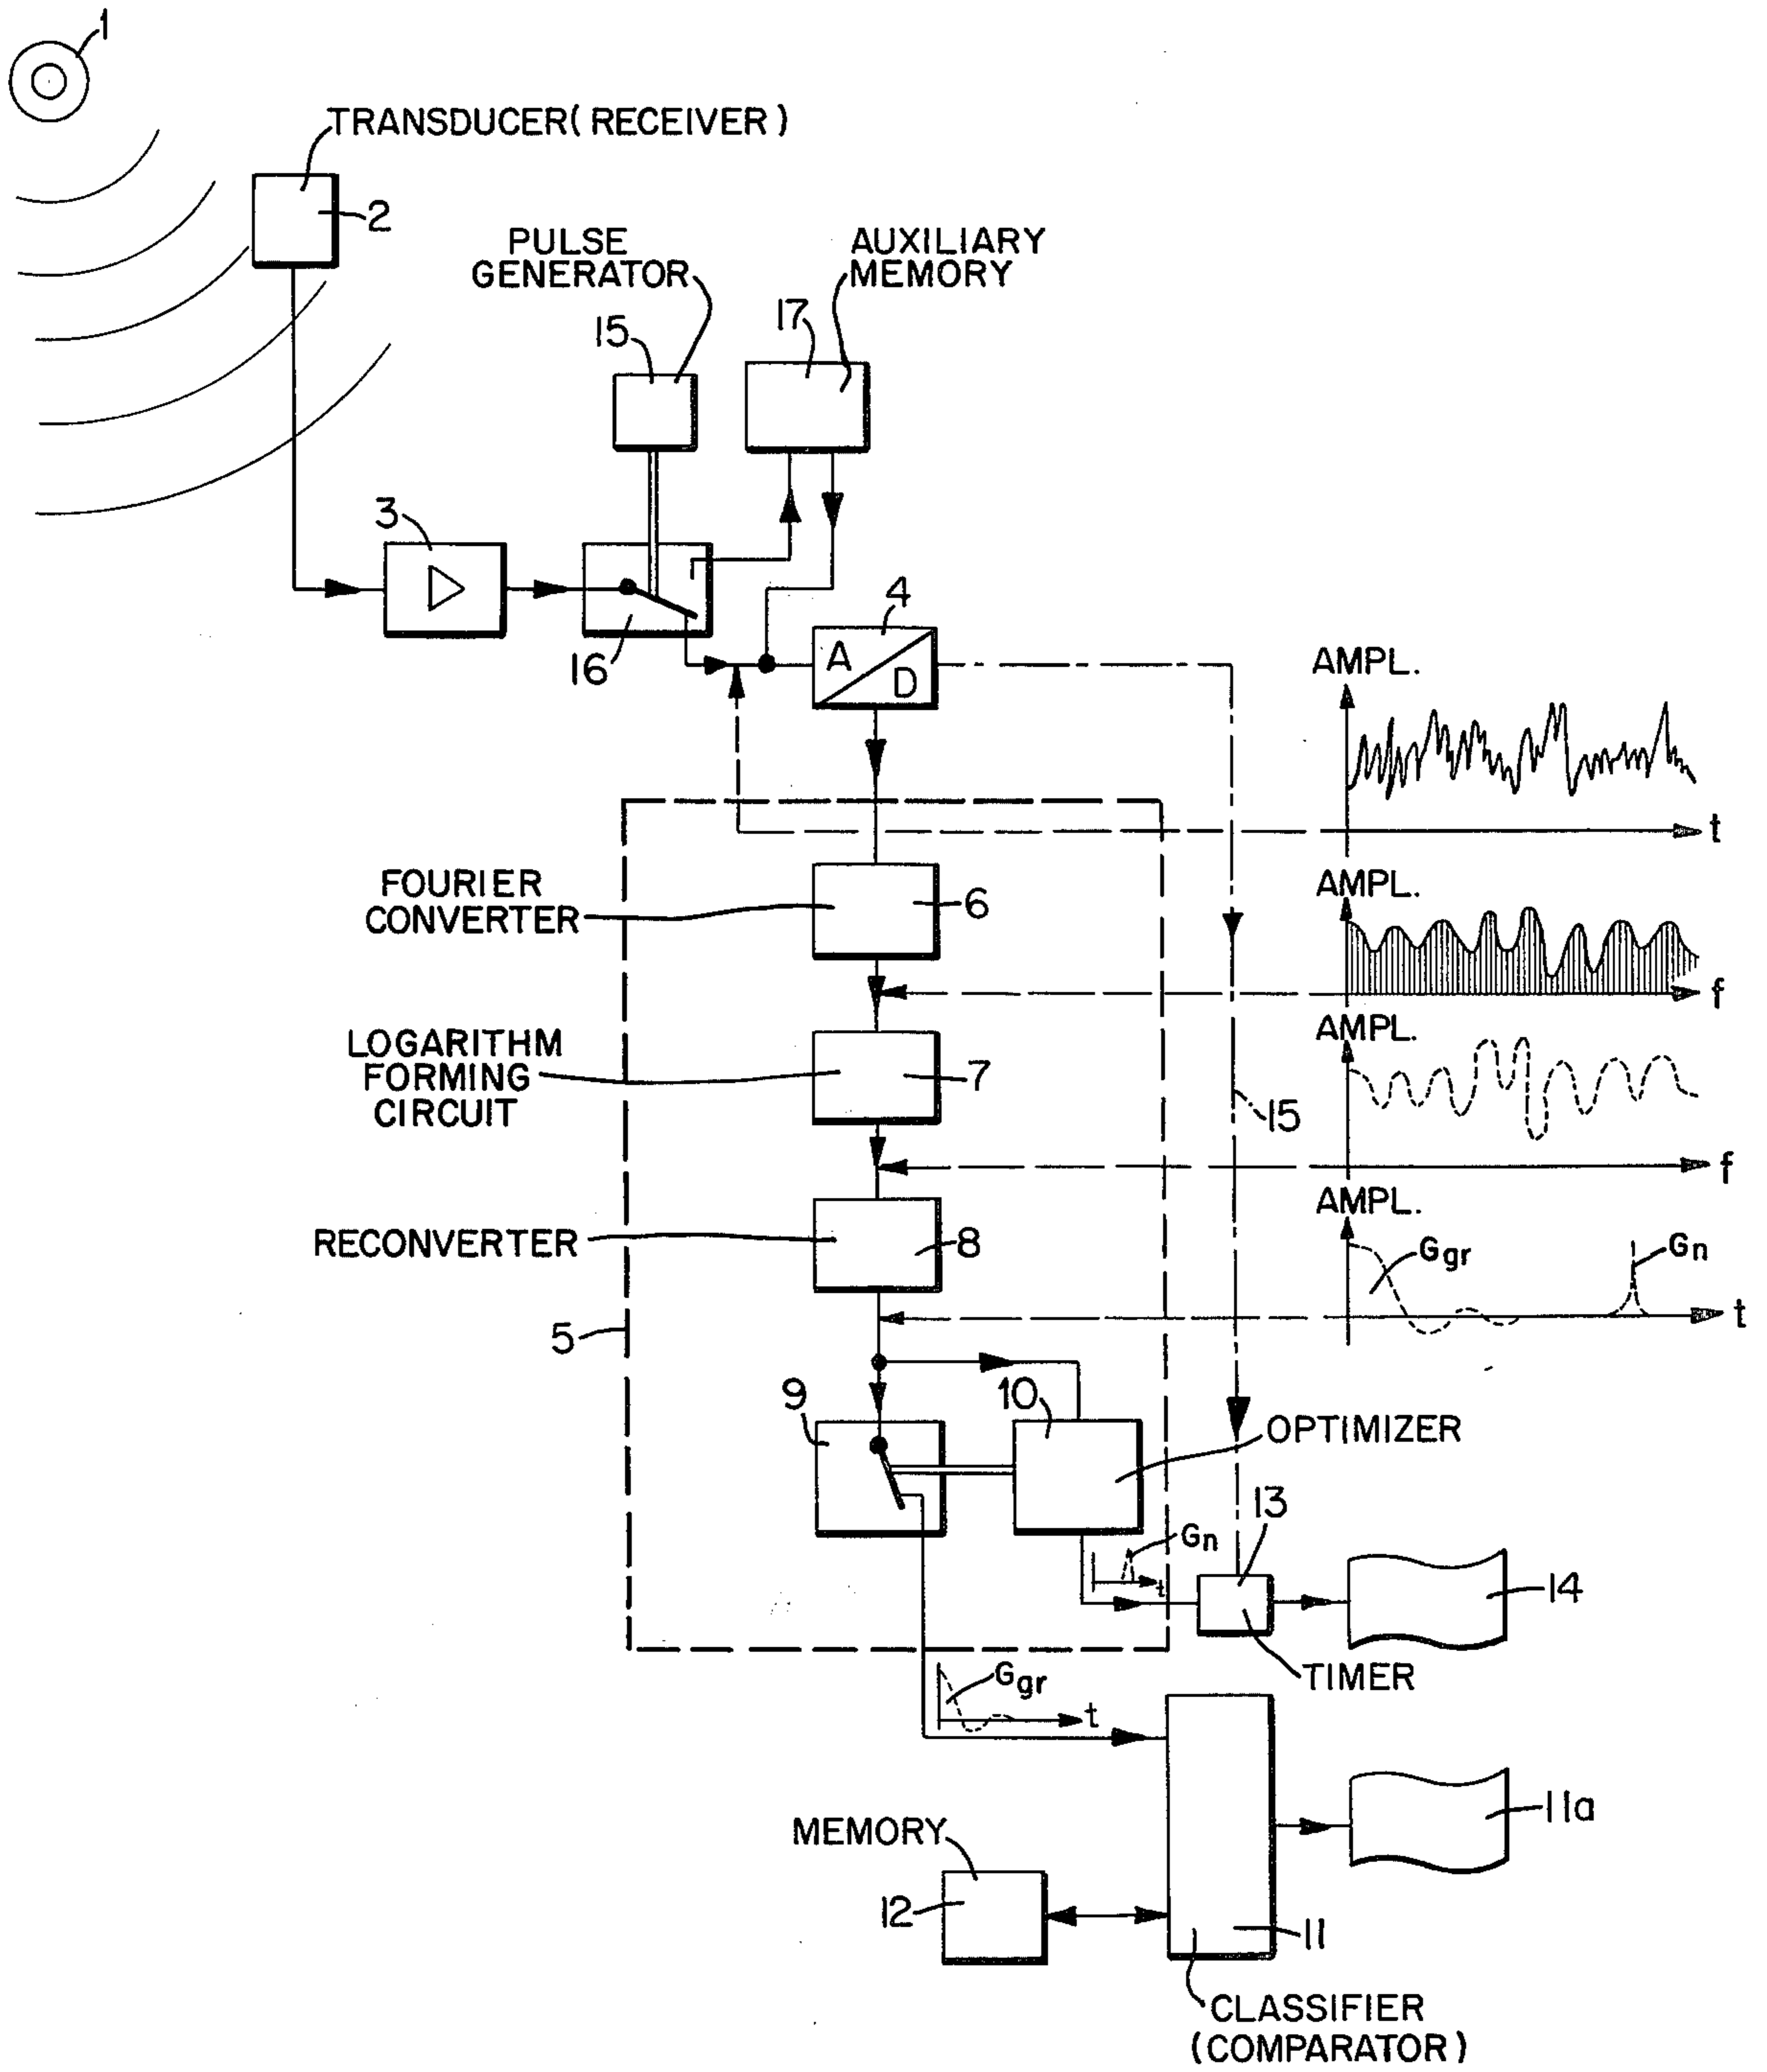 1
TRANSDUCER( RECEIVER )
2
PULSE
GENERATOR
AUXILIARY
MEMORY
17
15
3
16
4
A
D
AMPL.
t
AMPL.
f
FOURIER
CONVERTER
6
AMPL.
f
LOGARITHM
FORMING
CIRCUIT
7
15
AMPL.
Ggr
Gn
t
RECONVERTER
8
5
9
10
OPTIMIZER
13
Gn
t
14
TIMER
Ggr
t
11a
MEMORY
12
11
CLASSIFIER
(COMPARATOR)